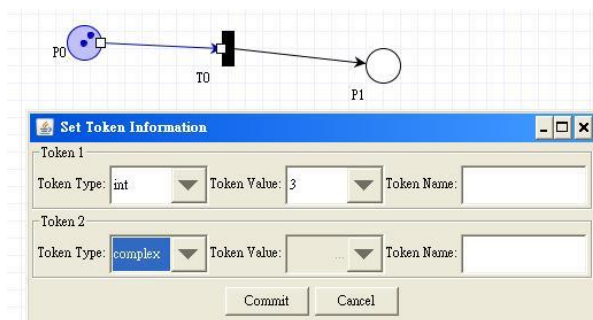 P0
T0
P1
Set Token Information
Token 1
Token Type: int Token Value: 3 Token Name:
Token 2
Token Type: complex Token Value: ... Token Name:
Commit Cancel